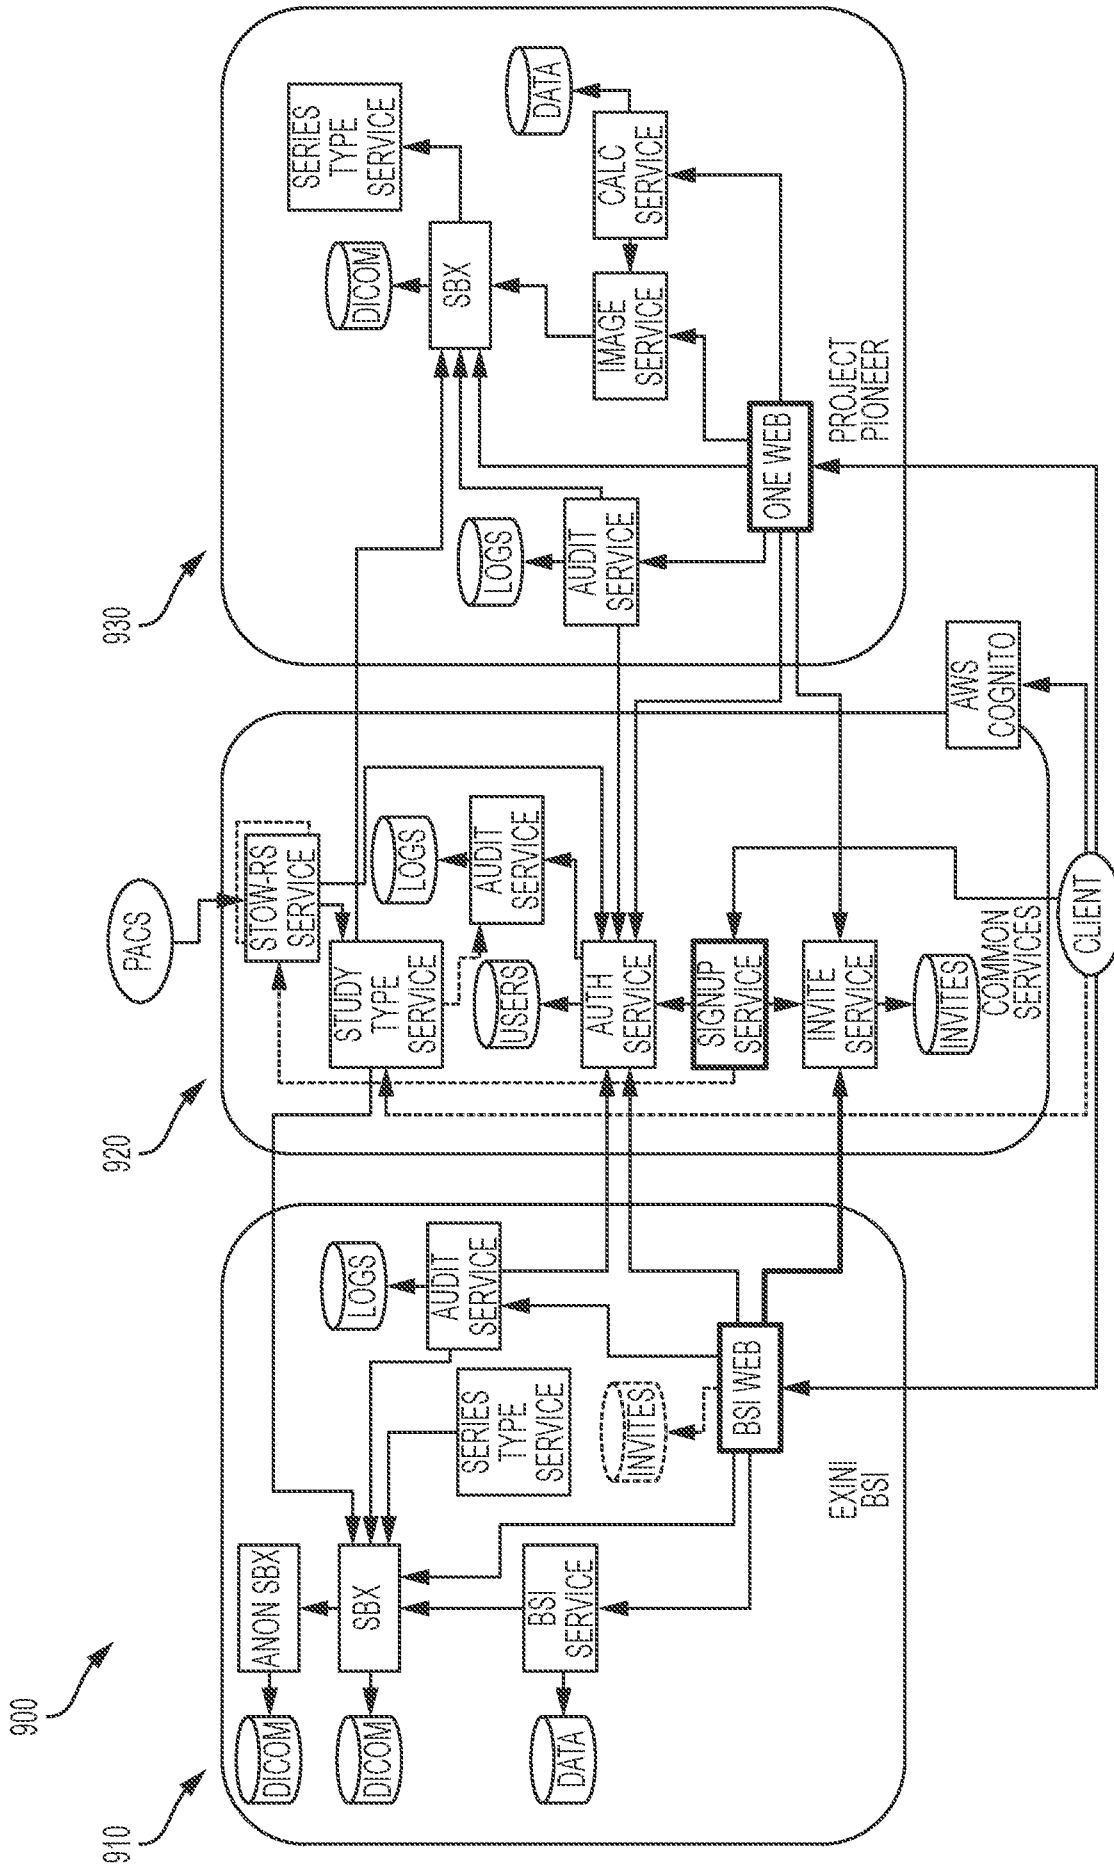 900
910
920
930
DICOM
ANON SBX
DICOM
SBX
DATA
BSI
SERVICE
SERIES
TYPE
SERVICE
LOGS
AUDIT
SERVICE
INVITES
BSI WEB
EXINI
BSI
PACS
STOW-RS
SERVICE
STUDY
TYPE
SERVICE
LOGS
AUDIT
SERVICE
USERS
AUTH
SERVICE
SIGNUP
SERVICE
INVITE
SERVICE
INVITES
COMMON
SERVICES
CLIENT
AWS
COGNITO
SERIES
TYPE
SERVICE
DICOM
SBX
DATA
CALC
SERVICE
IMAGE
SERVICE
LOGS
AUDIT
SERVICE
ONE WEB
PROJECT
PIONEER